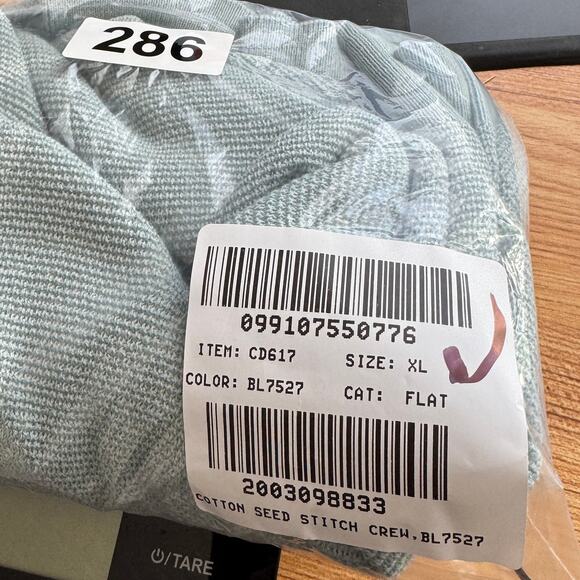 286
099107550776
ITEM: CD617 SIZE: XL
COLOR: BL7527 CAT: FLAT
2003098833
COTTON SEED STITCH CREW,BL7527
/TARE